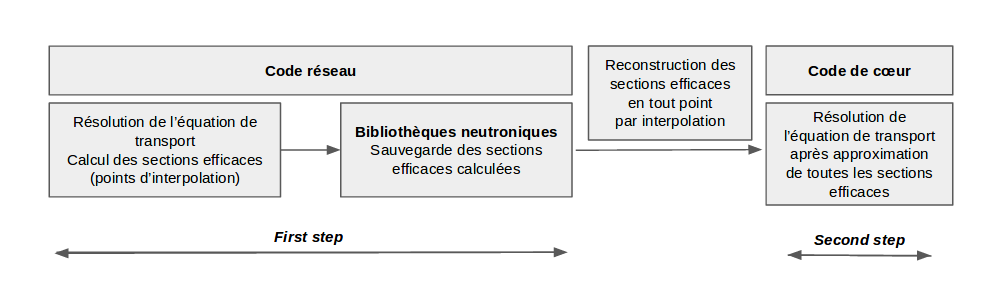 Code réseau
Résolution de l'équation de
transport
Calcul des sections efficaces
(points d'interpolation)
Bibliothèques neutroniques
Sauvegarde des sections
efficaces calculées
Reconstruction des
sections efficaces
en tout point
par interpolation
Code de cœur
Résolution de
l'équation de transport
après approximation
de toutes les sections
efficaces
First step
Second step